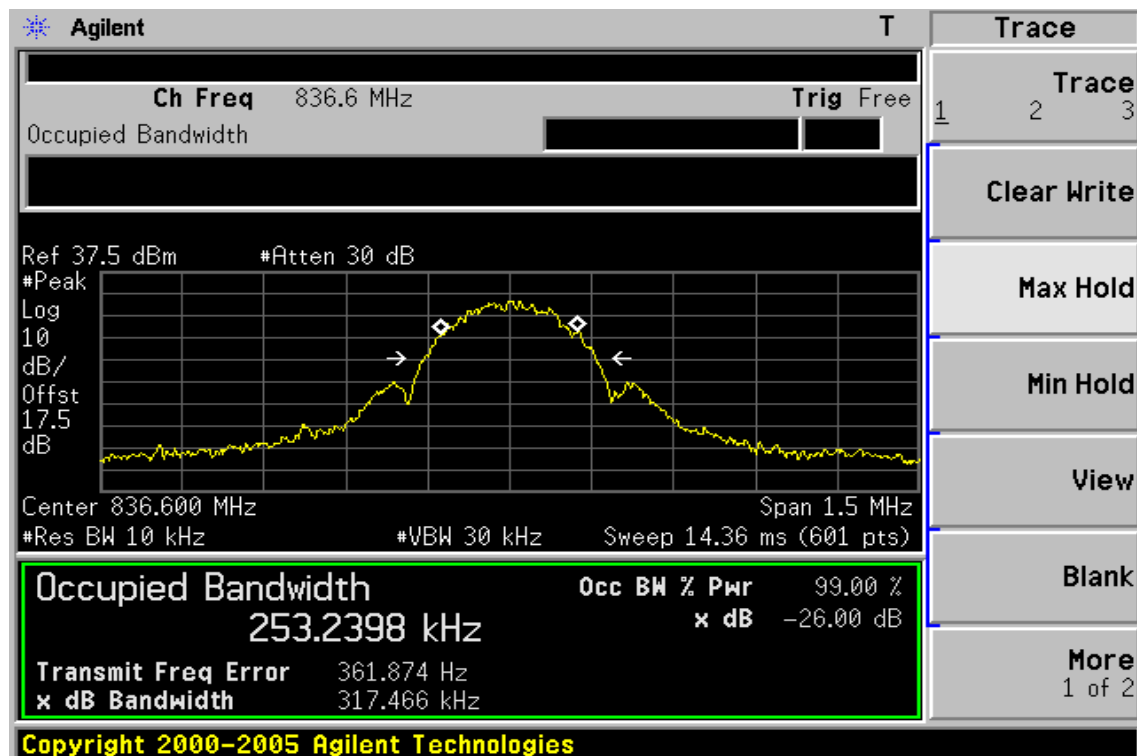 Agilent T Trace
Ch Freq 836.6 MHz Trig Free
Occupied Bandwidth
Trace
1 2 3
Clear Write
Max Hold
Min Hold
View
Blank
More
1 of 2
Ref 37.5 dBm #Atten 30 dB
#Peak
Log
10
dB/
Offst
17.5
dB
Center 836.600 MHz Span 1.5 MHz
#Res BW 10 kHz #VBW 30 kHz Sweep 14.36 ms (601 pts)
Occupied Bandwidth Occ BW % Pwr 99.00 %
253.2398 kHz x dB -26.00 dB
Transmit Freq Error 361.874 Hz
x dB Bandwidth 317.466 kHz
Copyright 2000-2005 Agilent Technologies